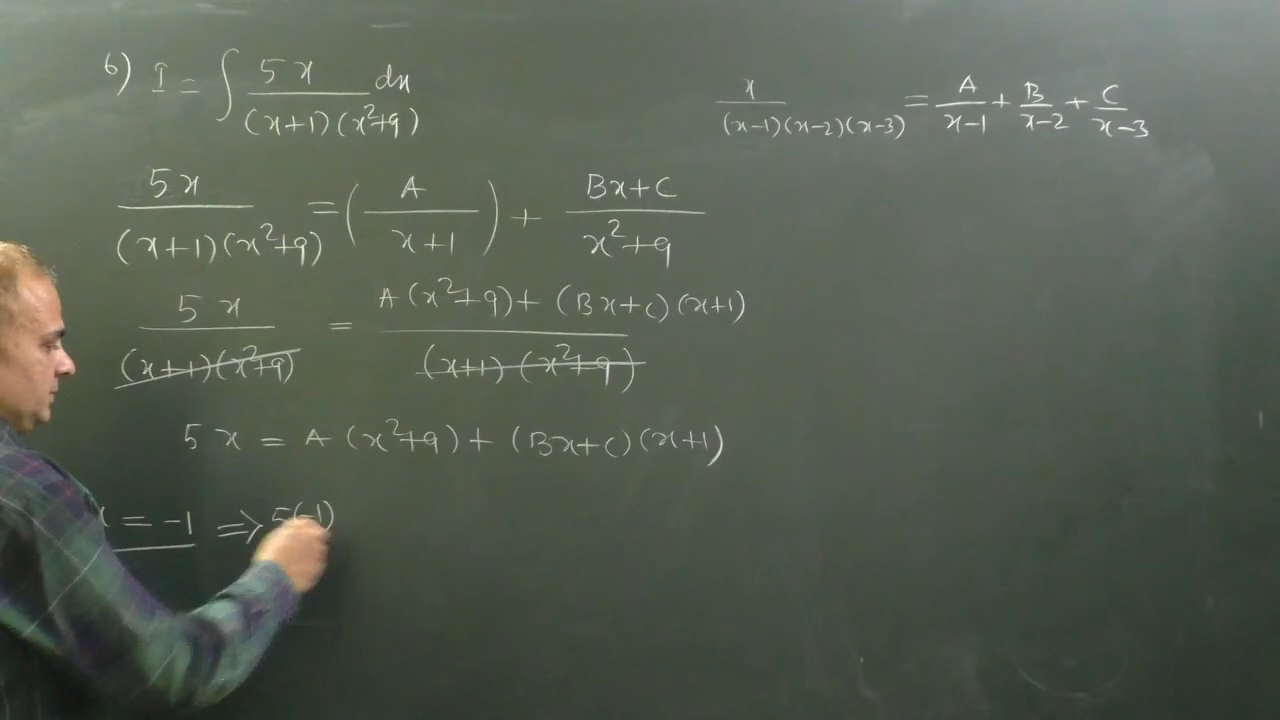 6) I = ∫ 5x / (x+1)(x²+9) dx
x / (x-1)(x-2)(x-3) = A / x-1 + B / x-2 + C / x-3
5x / (x+1)(x²+9) = (A / x+1) + Bx+C / x²+9
5x / (x+1)(x²+9) = A(x²+9) + (Bx+C)(x+1) / (x+1)(x²+9)
5x = A(x²+9) + (Bx+C)(x+1)
x = -1 ⇒ 5(-1)